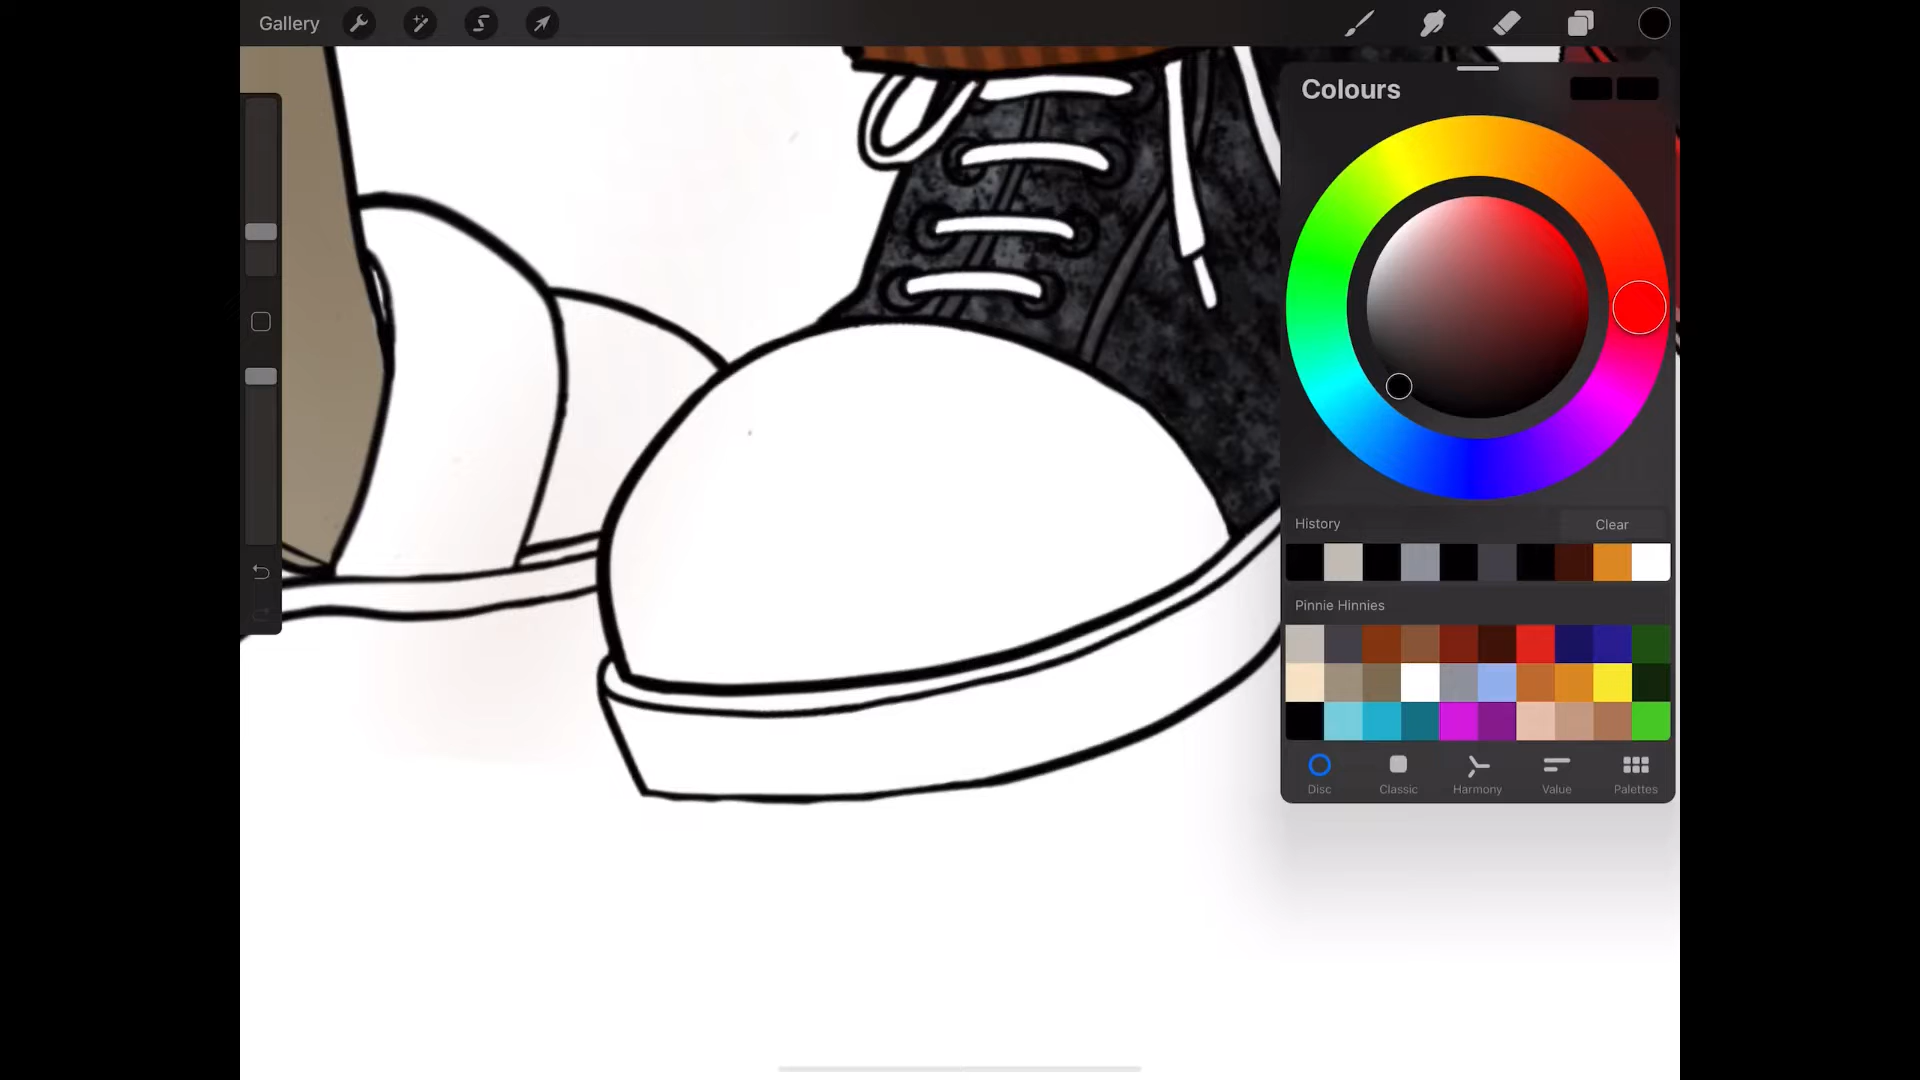 Gallery
Colours
History
Clear
Pinnie Hinnies
Disc
Classic
Harmony
Value
Palettes